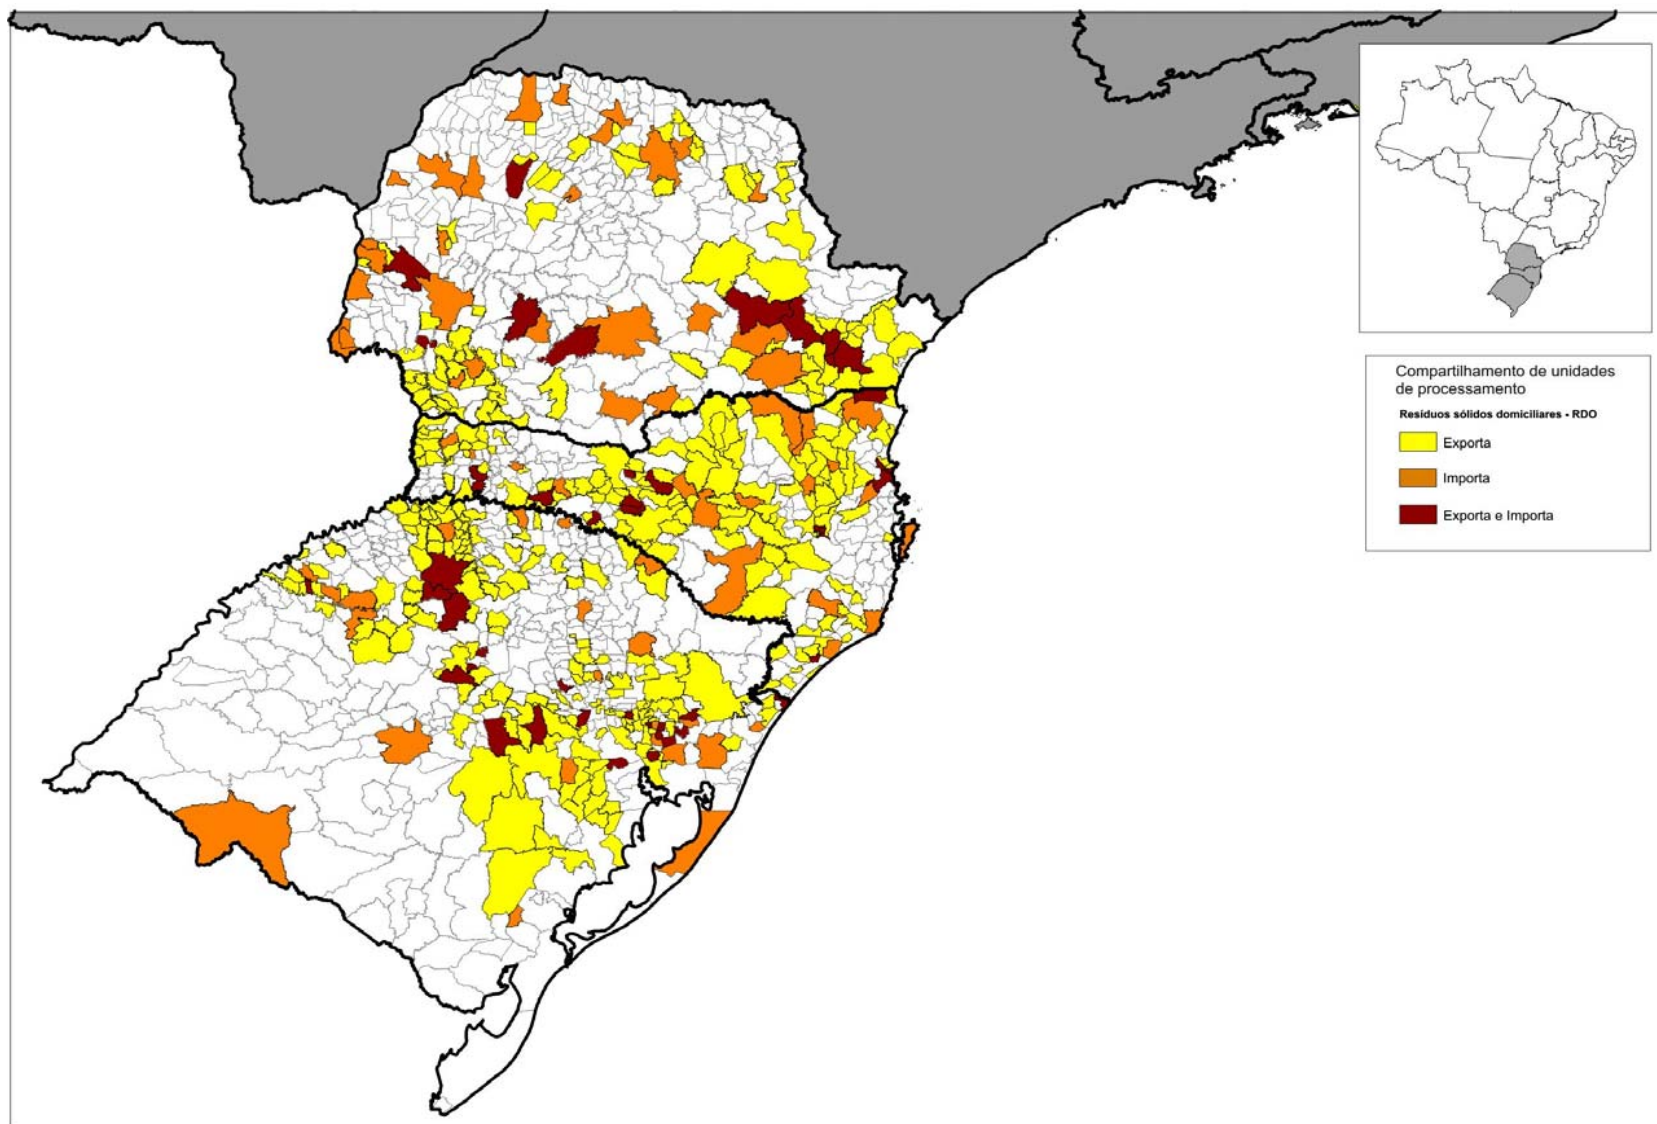 Compartilhamento de unidades
de processamento
Resíduos sólidos domiciliares - RDO
Exporta
Importa
Exporta e Importa